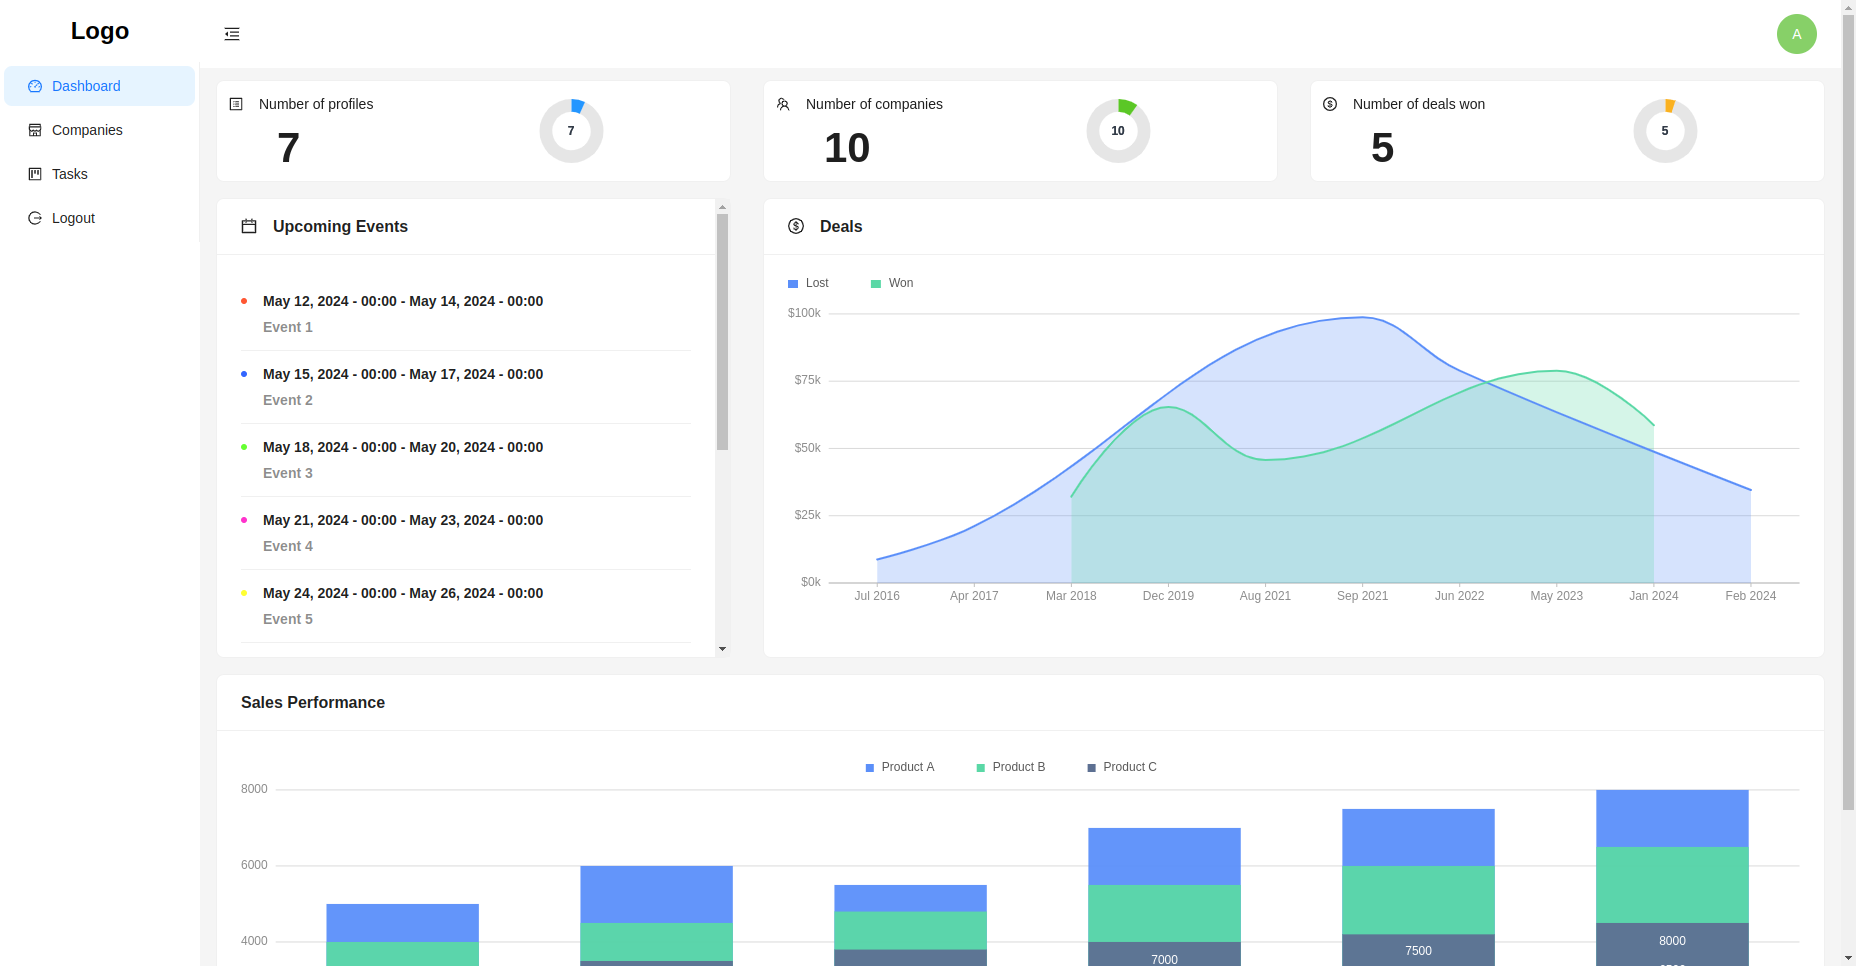 Logo
A
Dashboard
Companies
Tasks
Logout
Number of profiles
7
7
Number of companies
10
10
Number of deals won
5
5
Upcoming Events
May 12, 2024 - 00:00 - May 14, 2024 - 00:00
Event 1
May 15, 2024 - 00:00 - May 17, 2024 - 00:00
Event 2
May 18, 2024 - 00:00 - May 20, 2024 - 00:00
Event 3
May 21, 2024 - 00:00 - May 23, 2024 - 00:00
Event 4
May 24, 2024 - 00:00 - May 26, 2024 - 00:00
Event 5
Deals
Lost Won
$100k
$75k
$50k
$25k
$0k
Jul 2016 Apr 2017 Mar 2018 Dec 2019 Aug 2021 Sep 2021 Jun 2022 May 2023 Jan 2024 Feb 2024
Sales Performance
Product A Product B Product C
8000
6000
4000
7000
7500
8000